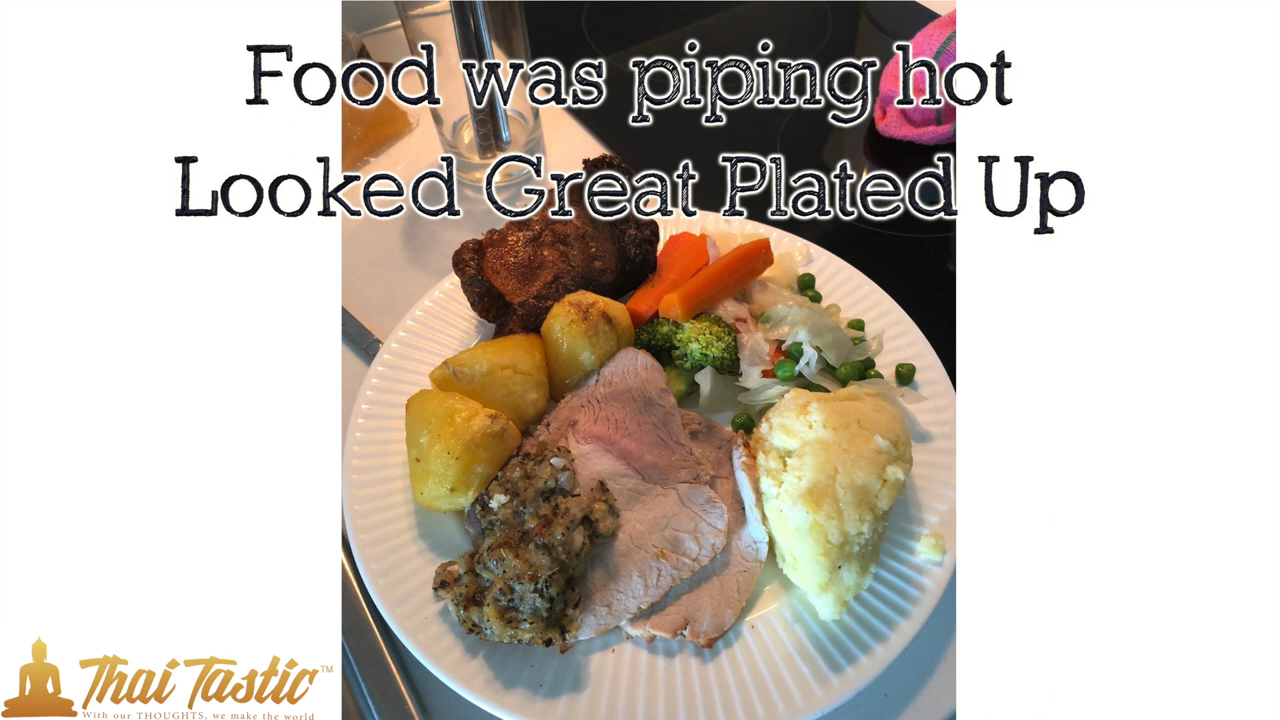 Food was piping hot
Looked Great Plated Up
Thai Tastic™
With our THOUGHTS, we make the world